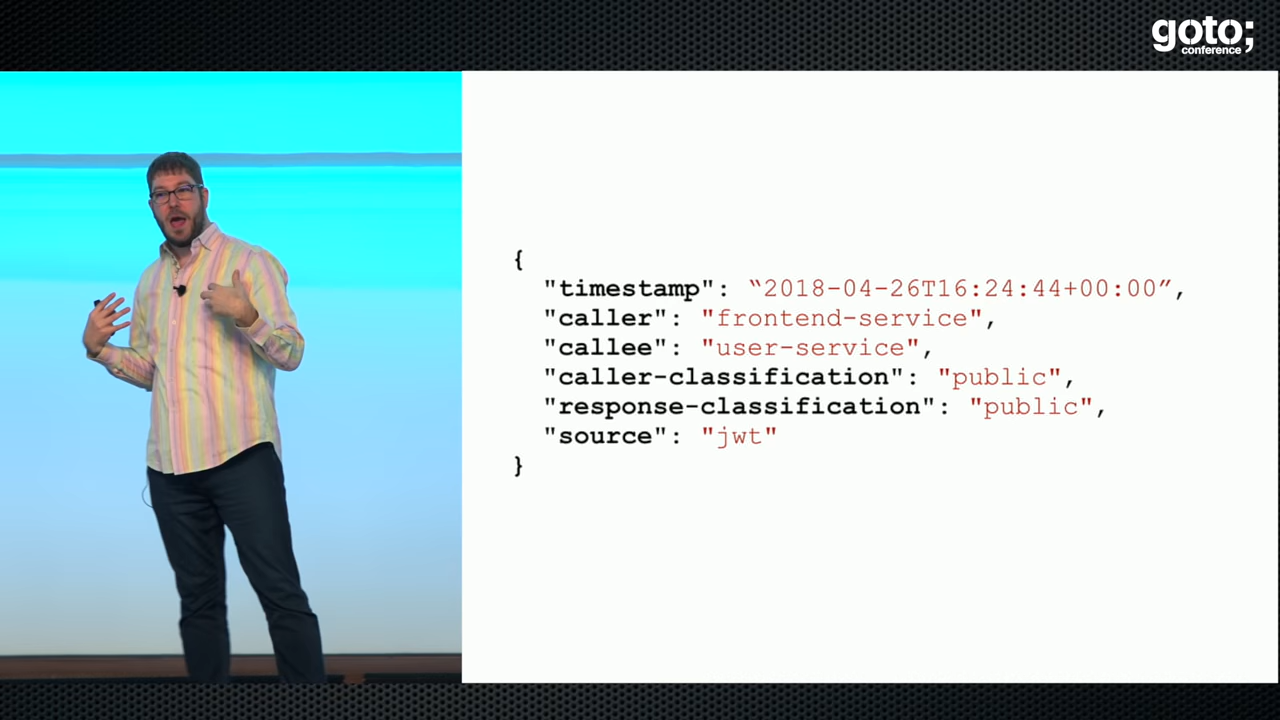 goto;
conference
{
"timestamp": “2018-04-26T16:24:44+00:00”,
"caller": "frontend-service",
"callee": "user-service",
"caller-classification": "public",
"response-classification": "public",
"source": "jwt"
}